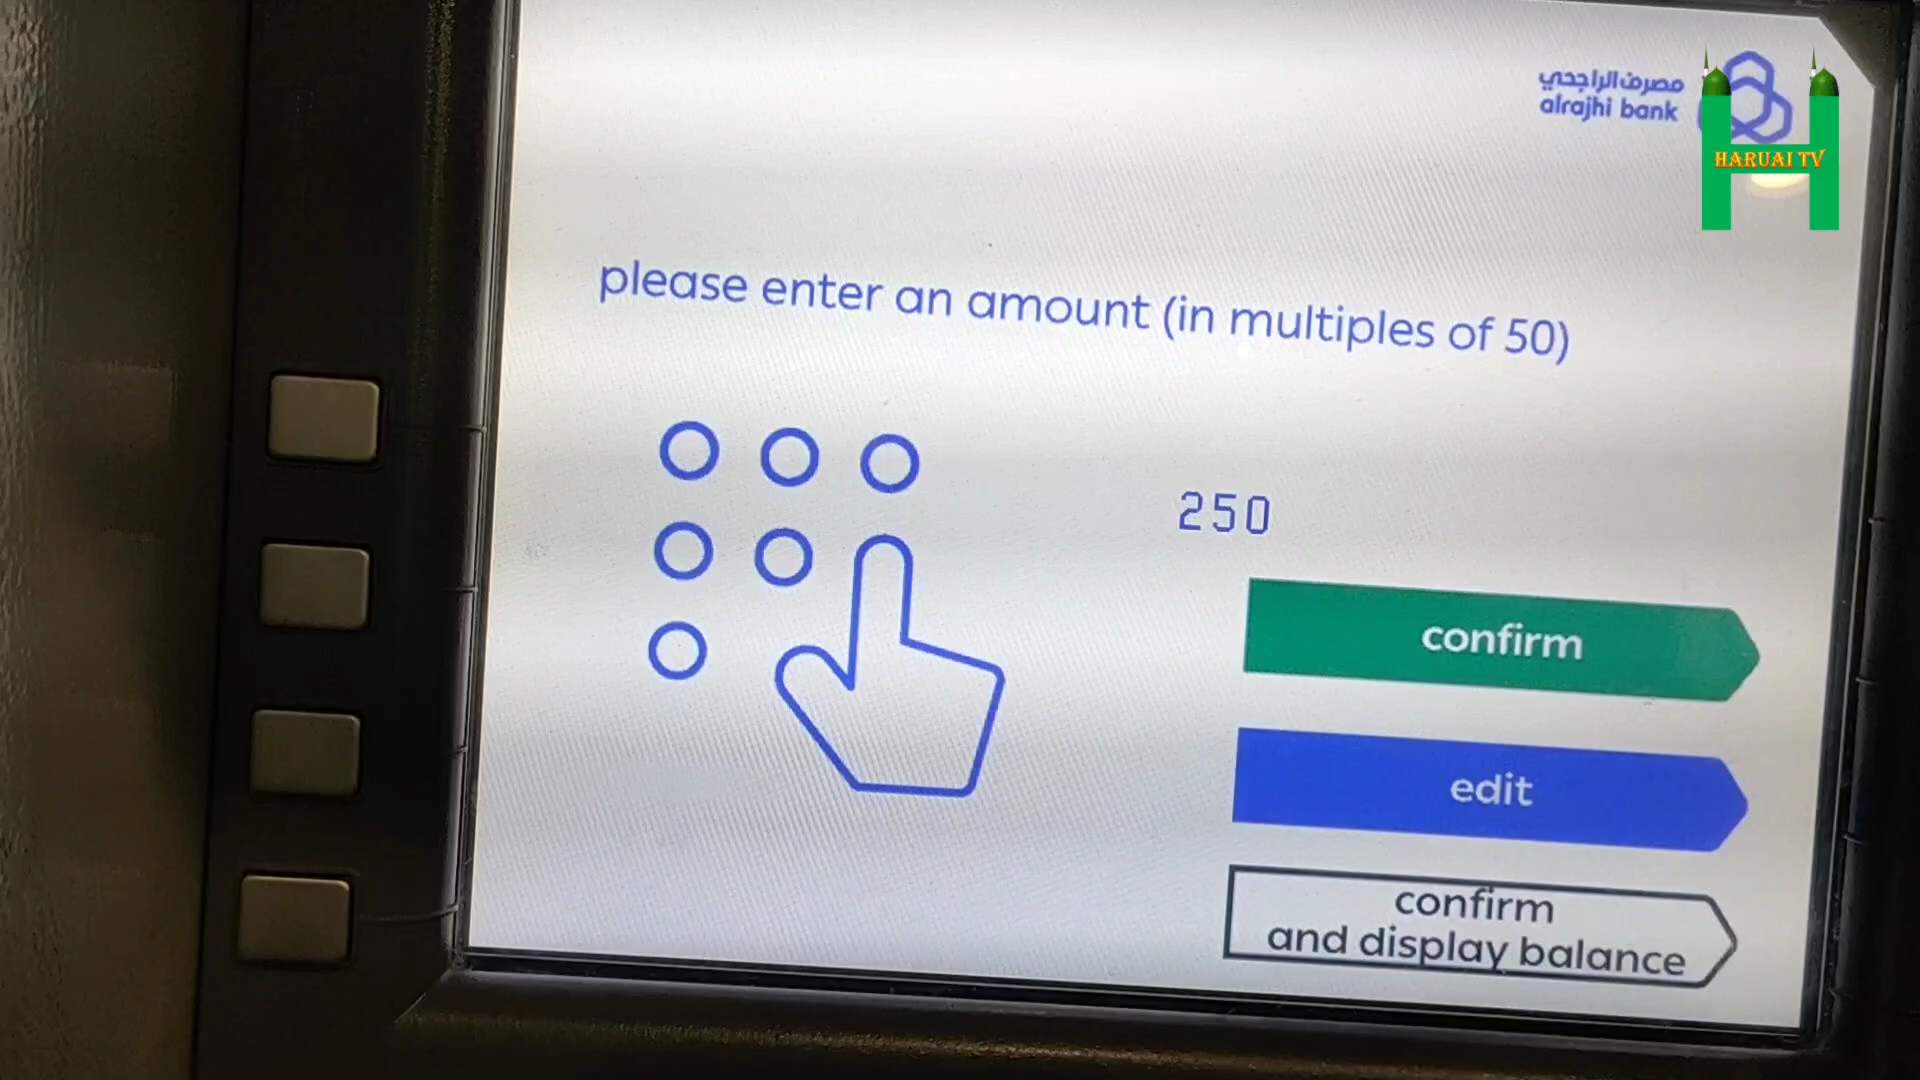 مصرف الراجحي
alrajhi bank
HARUAI TV
please enter an amount (in multiples of 50)
250
confirm
edit
confirm
and display balance